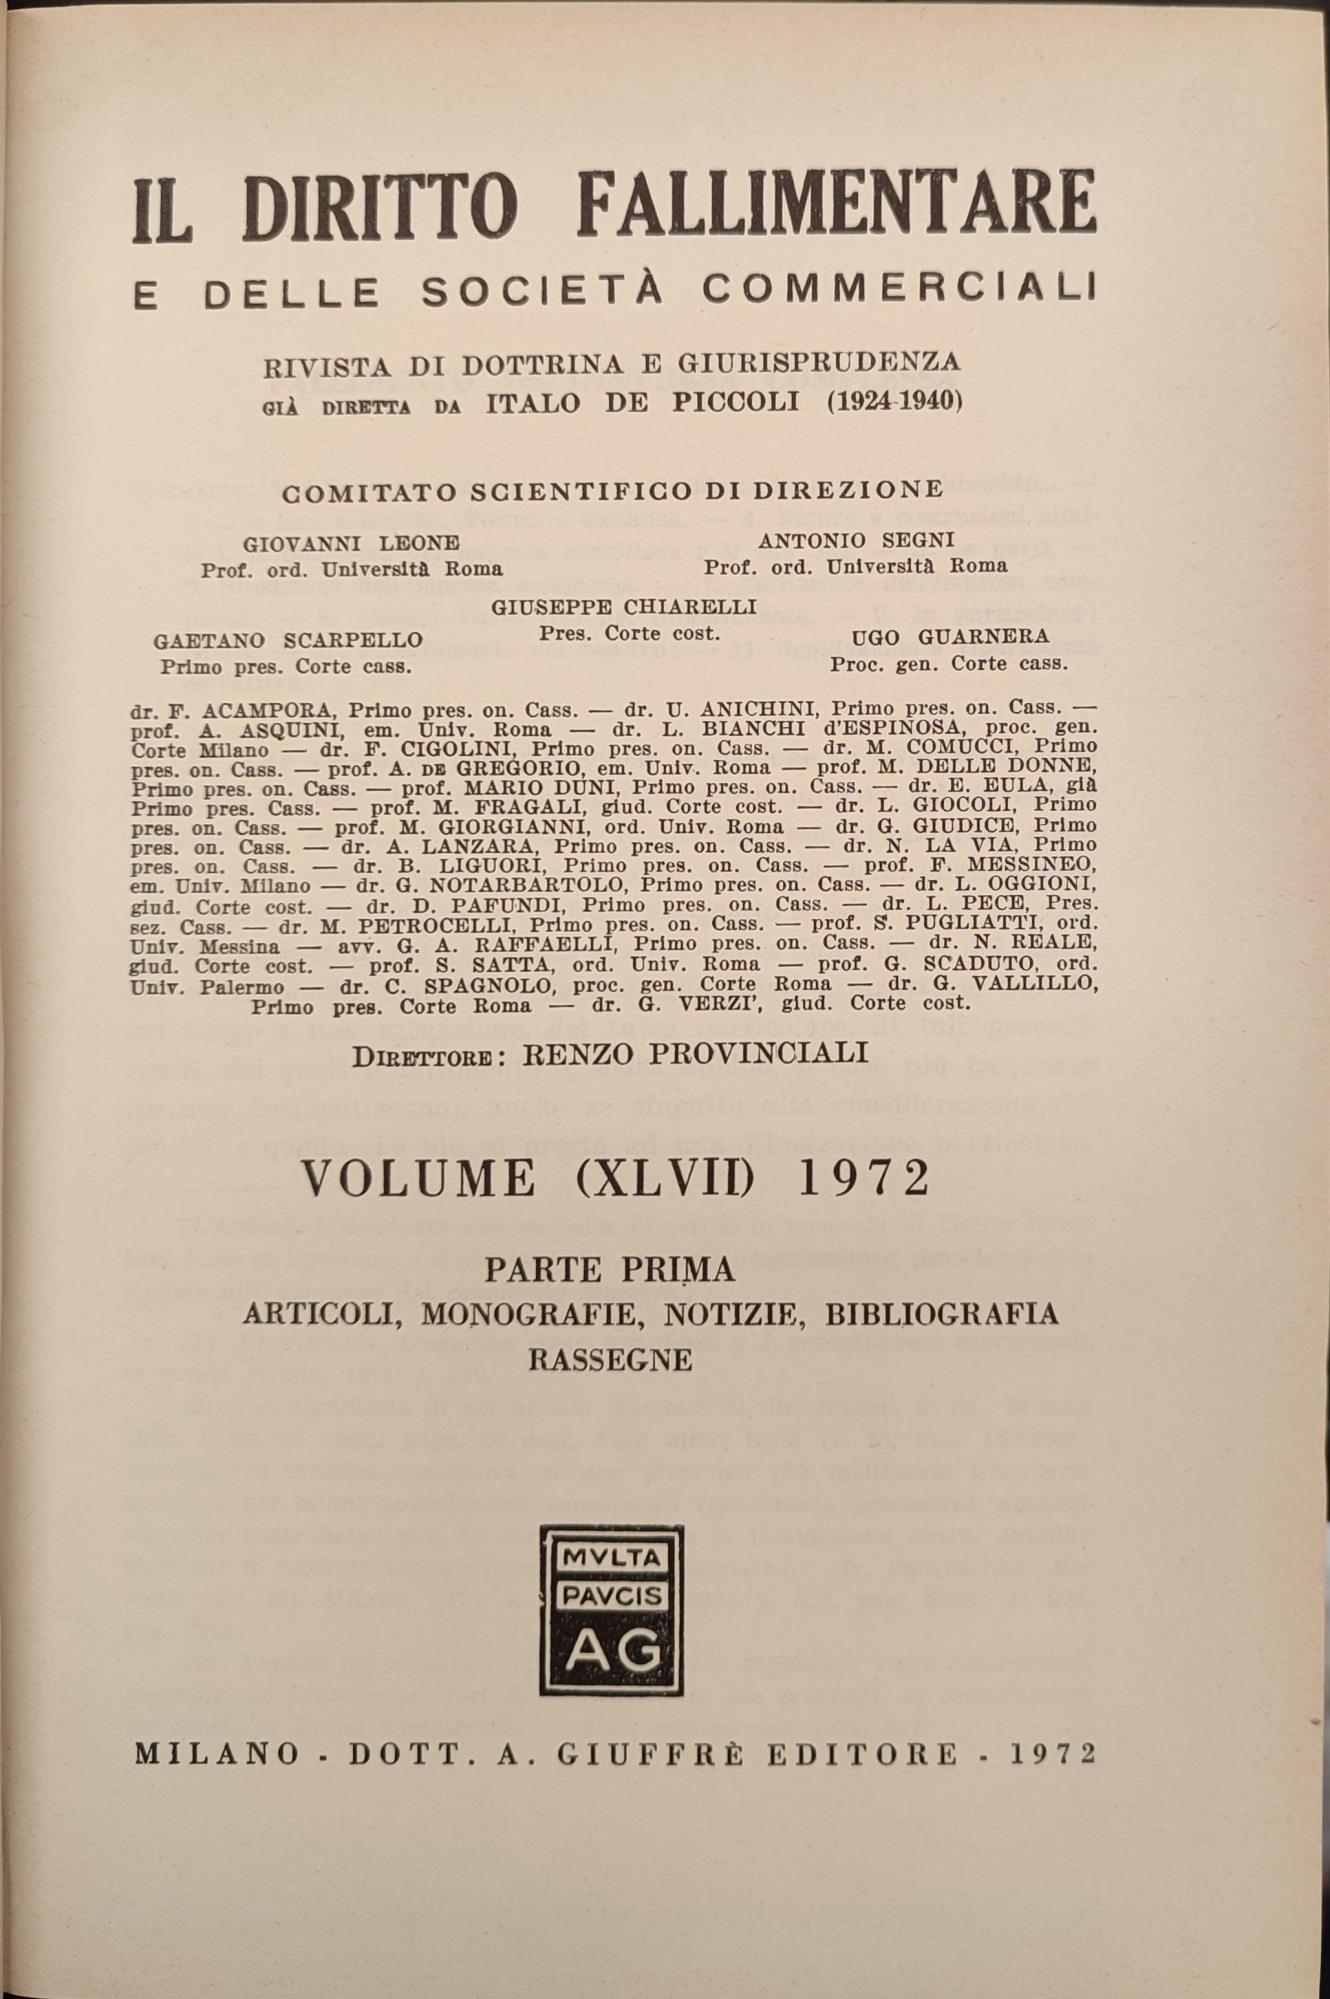 IL DIRITTO FALLIMENTARE
E DELLE SOCIETÀ COMMERCIALI
RIVISTA DI DOTTRINA E GIURISPRUDENZA
GIÀ DIRETTA DA ITALO DE PICCOLI (1924-1940)
COMITATO SCIENTIFICO DI DIREZIONE
GIOVANNI LEONE
Prof. ord. Università Roma
ANTONIO SEGNI
Prof. ord. Università Roma
GIUSEPPE CHIARELLI
Pres. Corte cost.
GAETANO SCARPELLO
Primo pres. Corte cass.
UGO GUARNERA
Proc. gen. Corte cass.
dr. F. ACAMPORA, Primo pres. on. Cass. — dr. U. ANICHINI, Primo pres. on. Cass. —
prof. A. ASQUINI, em. Univ. Roma — dr. L. BIANCHI d'ESPINOSA, proc. gen.
Corte Milano — dr. F. CIGOLINI, Primo pres. on. Cass. — dr. M. COMUCCI, Primo
pres. on. Cass. — prof. A. DE GREGORIO, em. Univ. Roma — prof. M. DELLE DONNE,
Primo pres. on. Cass. — prof. MARIO DUNI, Primo pres. on. Cass. — dr. E. EULA, già
Primo pres. Cass. — prof. M. FRAGALI, giud. Corte cost. — dr. L. GIOCOLI, Primo
pres. on. Cass. — prof. M. GIORGIANNI, ord. Univ. Roma — dr. G. GIUDICE, Primo
pres. on. Cass. — dr. A. LANZARA, Primo pres. on. Cass. — dr. N. LA VIA, Primo
pres. on. Cass. — dr. B. LIGUORI, Primo pres. on. Cass. — prof. F. MESSINEO,
em. Univ. Milano — dr. G. NOTARBARTOLO, Primo pres. on. Cass. — dr. L. OGGIONI,
giud. Corte cost. — dr. D. PAFUNDI, Primo pres. on. Cass. — dr. L. PECE, Pres.
sez. Cass. — dr. M. PETROCELLI, Primo pres. on. Cass. — prof. S. PUGLIATTI, ord.
Univ. Messina — avv. G. A. RAFFAELLI, Primo pres. on. Cass. — dr. N. REALE,
giud. Corte cost. — prof. S. SATTA, ord. Univ. Roma — prof. G. SCADUTO, ord.
Univ. Palermo — dr. C. SPAGNOLO, proc. gen. Corte Roma — dr. G. VALLILLO,
Primo pres. Corte Roma — dr. G. VERZI', giud. Corte cost.
DIRETTORE: RENZO PROVINCIALI
VOLUME (XLVII) 1972
PARTE PRIMA
ARTICOLI, MONOGRAFIE, NOTIZIE, BIBLIOGRAFIA
RASSEGNE
MVLTA
PAVCIS
AG
MILANO - DOTT. A. GIUFFRÈ EDITORE - 1972